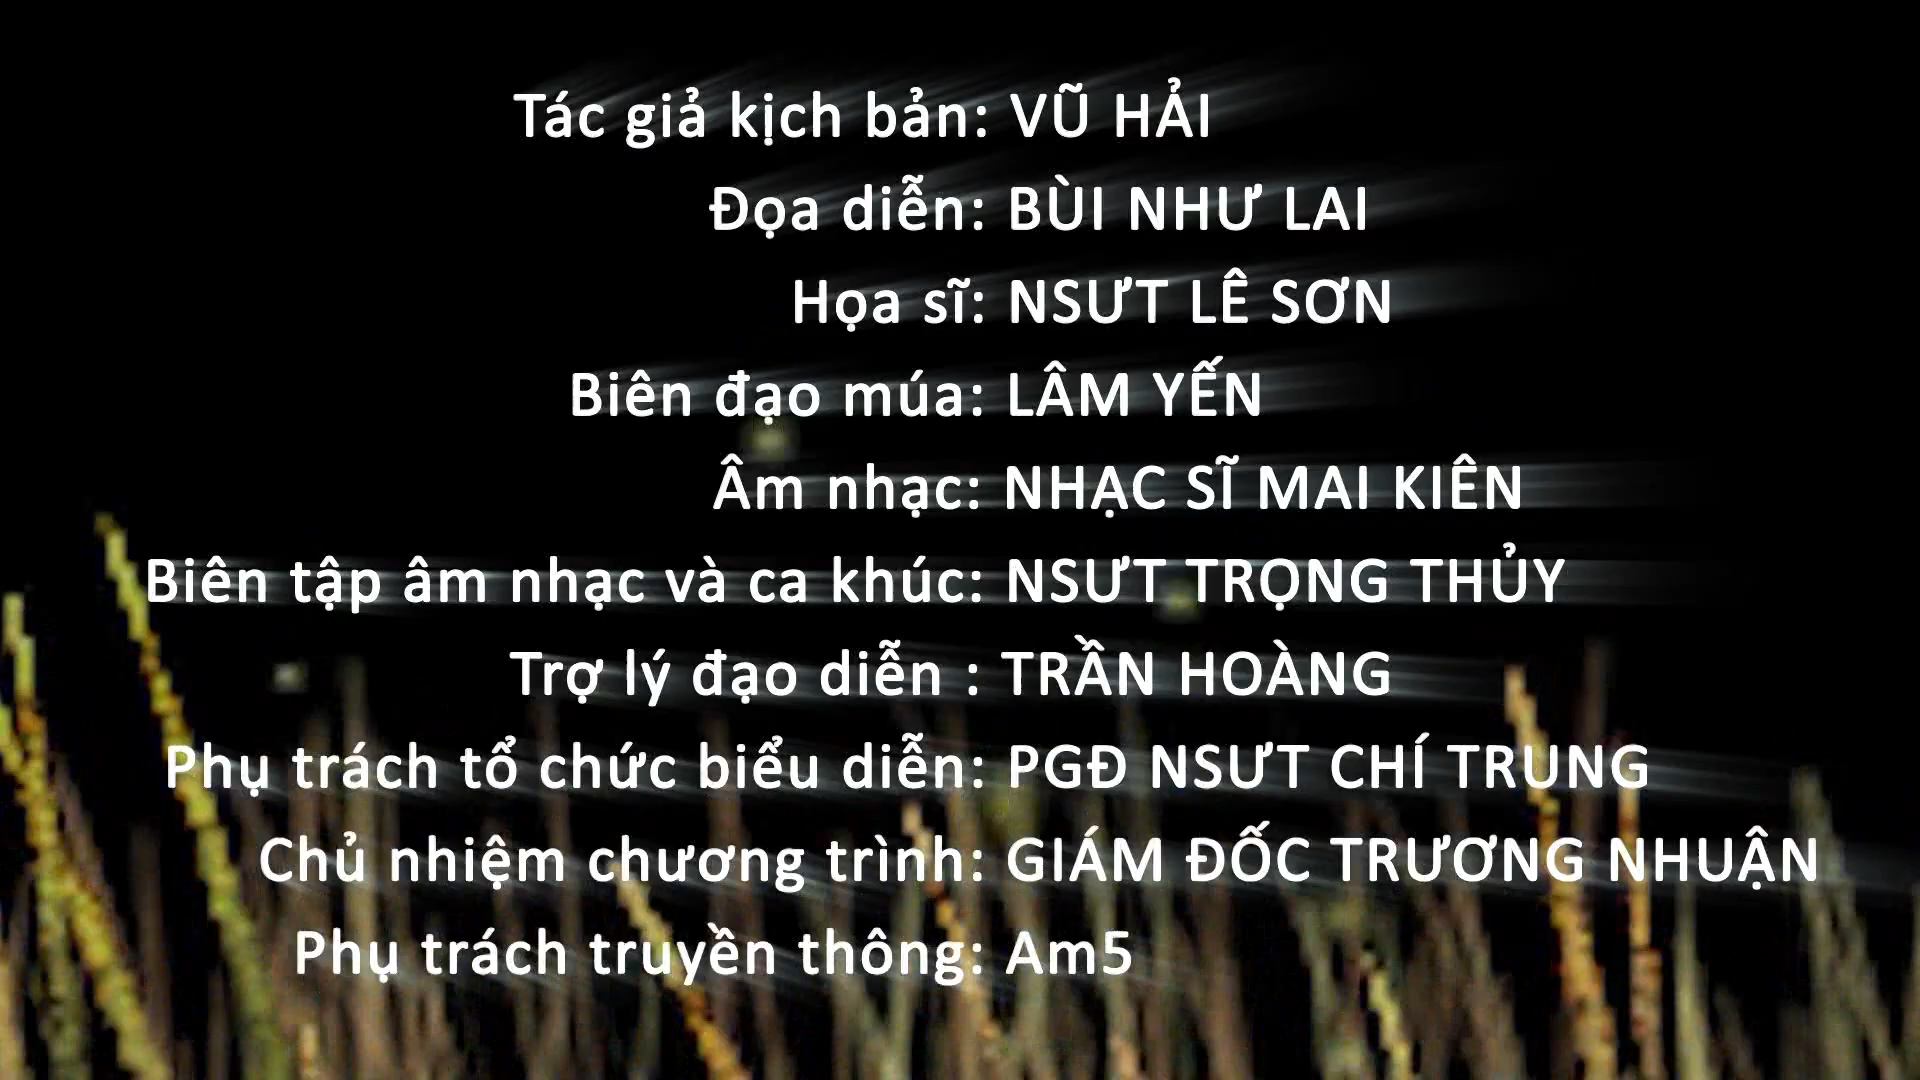 Tác giả kịch bản: VŨ HẢI
Đọa diễn: BÙI NHƯ LAI
Họa sĩ: NSƯT LÊ SƠN
Biên đạo múa: LÂM YẾN
Âm nhạc: NHẠC SĨ MAI KIÊN
Biên tập âm nhạc và ca khúc: NSƯT TRỌNG THỦY
Trợ lý đạo diễn : TRẦN HOÀNG
Phụ trách tổ chức biểu diễn: PGĐ NSƯT CHÍ TRUNG
Chủ nhiệm chương trình: GIÁM ĐỐC TRƯƠNG NHUẬN
Phụ trách truyền thông: Am5